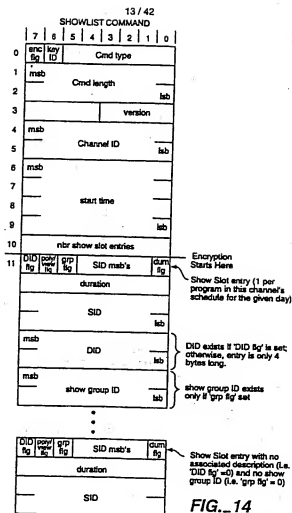 13 / 42
SHOWLIST COMMAND
7 6 5 4 3 2 1 0
0 enc flg key ID Cmd type
1 msb
Cmd length
2 lsb
3 version
4 msb
Channel ID
5 lsb
6 msb
7
start time
8
9 lsb
10 nbr show slot entries
Encryption
Starts Here
11 DID flg poly/view flg grp flg SID msb's dum flg
Show Slot entry (1 per
program in this channel's
schedule for the given day)
duration
SID
lsb
msb
DID
lsb
DID exists if 'DID flg' is set;
otherwise, entry is only 4
bytes long.
msb
show group ID
lsb
show group ID exists
only if 'grp flg' set
DID flg poly/view flg grp flg SID msb's dum flg
Show Slot entry with no
associated description (i.e.
'DID flg' =0) and no show
group ID (i.e. 'grp flg' = 0)
duration
SID
lsb
FIG._14